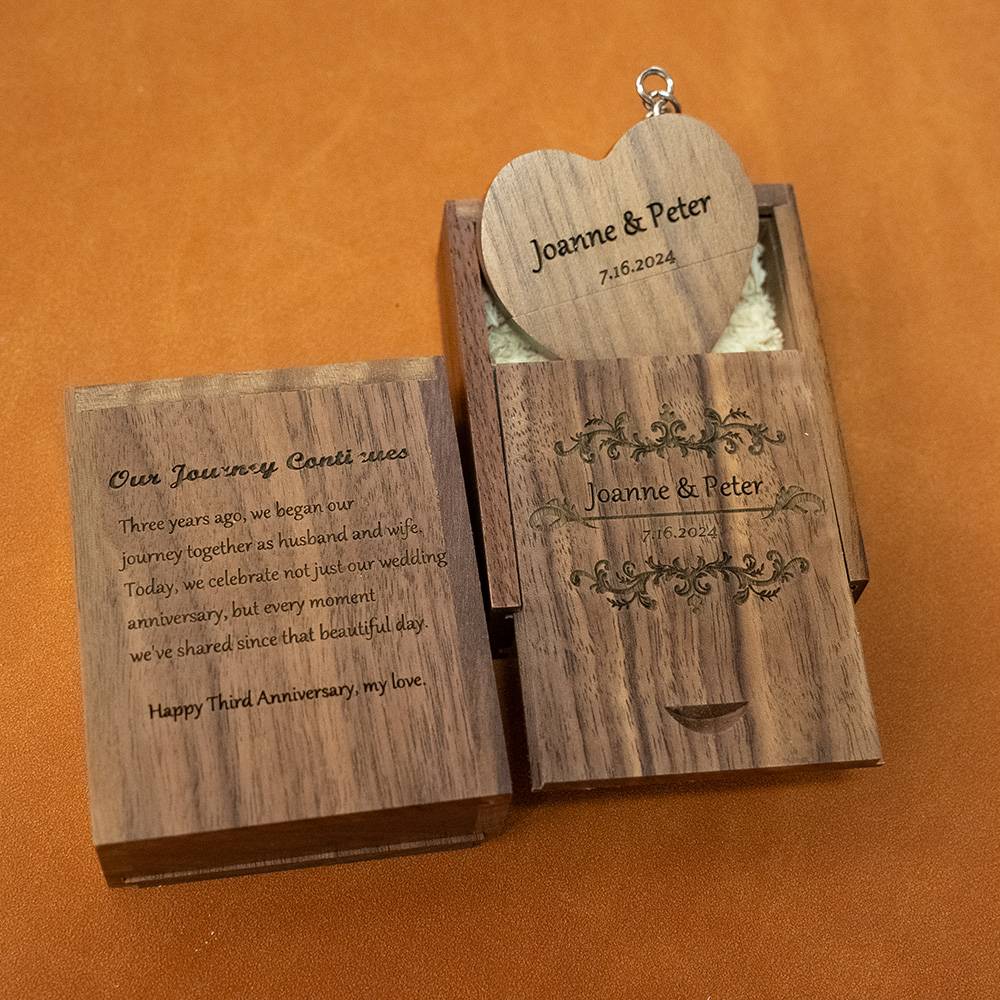 Joanne & Peter
7.16.2024
Joanne & Peter
7.16.2024
Our Journey Continues
Three years ago, we began our
journey together as husband and wife.
Today, we celebrate not just our wedding
anniversary, but every moment
we've shared since that beautiful day.
Happy Third Anniversary, my love.